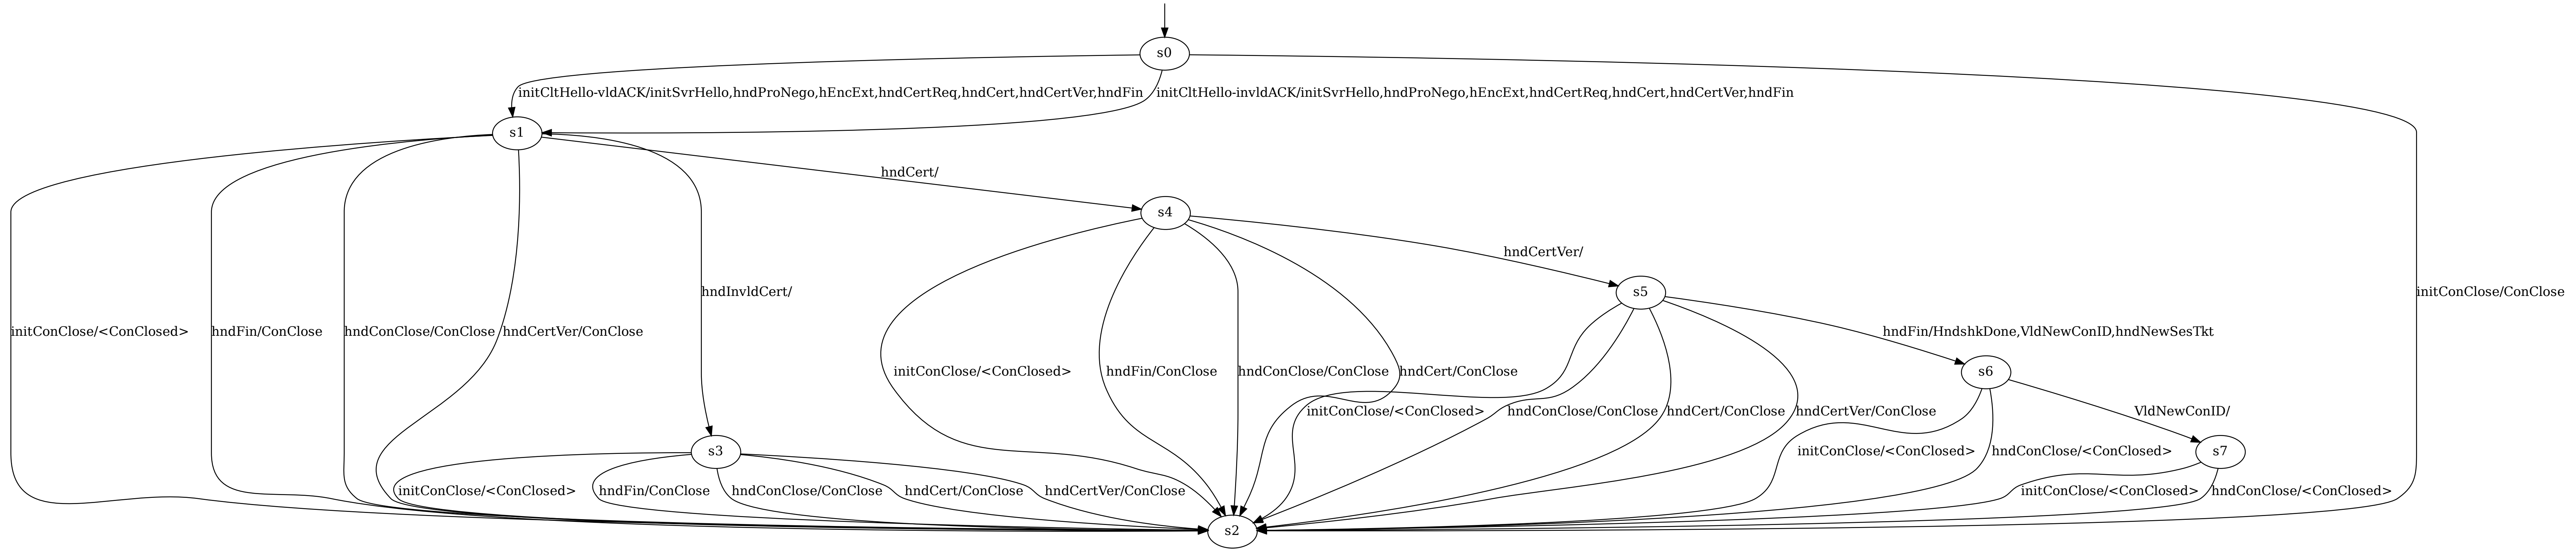 s0
initCltHello-vldACK/initSvrHello,hndProNego,hEncExt,hndCertReq,hndCert,hndCertVer,hndFin
initCltHello-invldACK/initSvrHello,hndProNego,hEncExt,hndCertReq,hndCert,hndCertVer,hndFin
s1
hndCert/
s4
hndCertVer/
hndInvldCert/
s5
initConClose/ConClose
initConClose/<ConClosed>
hndFin/ConClose
hndConClose/ConClose
hndCertVer/ConClose
hndFin/HndshkDone,VldNewConID,hndNewSesTkt
initConClose/<ConClosed>
hndFin/ConClose
hndConClose/ConClose
hndCert/ConClose
s6
initConClose/<ConClosed>
hndConClose/ConClose
hndCert/ConClose
hndCertVer/ConClose
VldNewConID/
s3
initConClose/<ConClosed>
hndConClose/<ConClosed>
s7
initConClose/<ConClosed>
hndFin/ConClose
hndConClose/ConClose
hndCert/ConClose
hndCertVer/ConClose
initConClose/<ConClosed>
hndConClose/<ConClosed>
s2